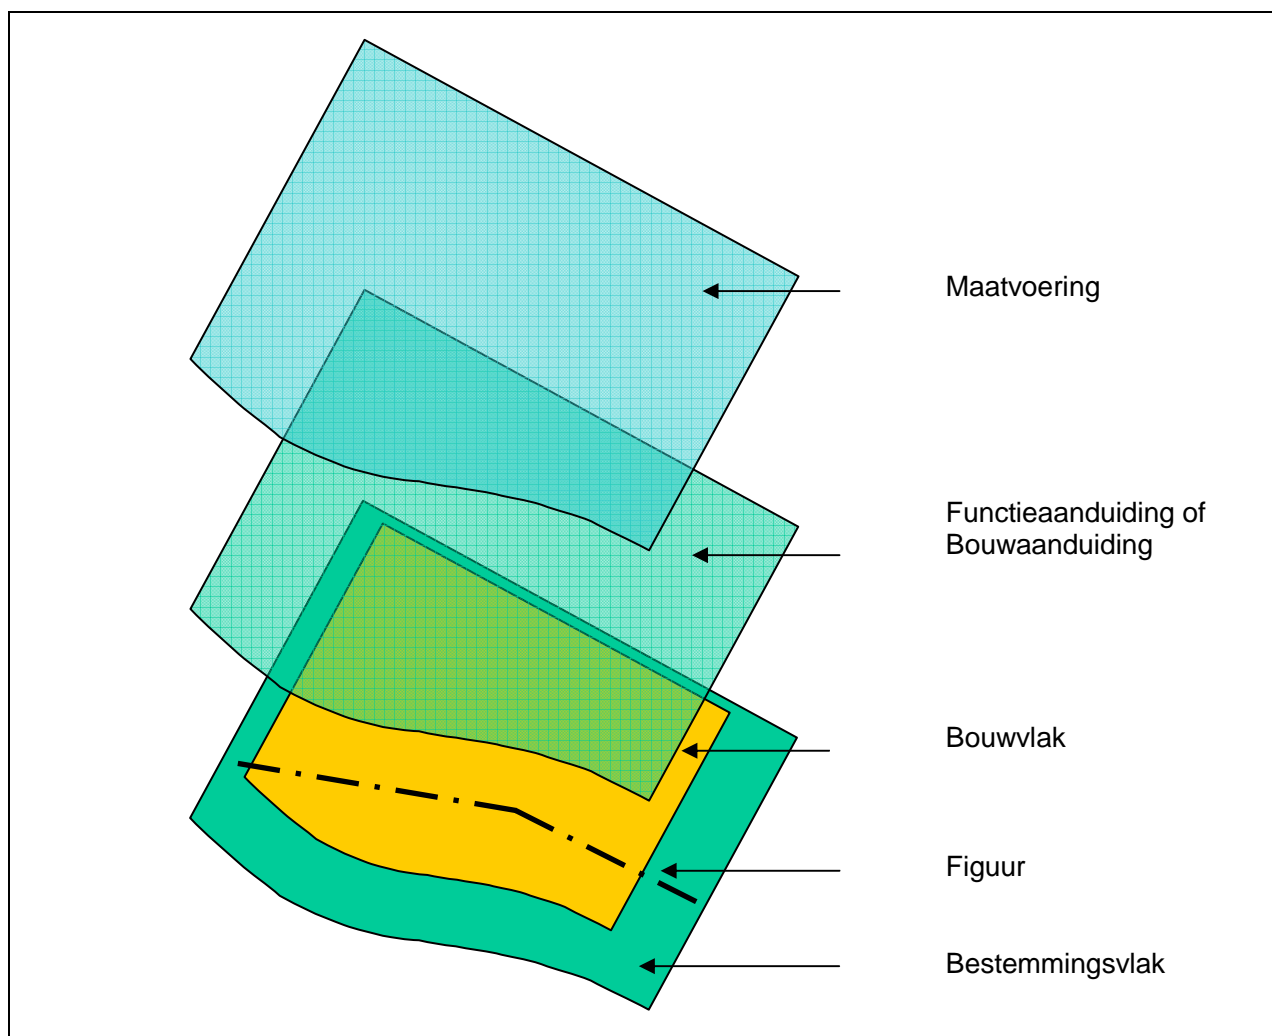 Maatvoering
Functieaanduiding of
Bouwaanduiding
Bouwvlak
Figuur
Bestemmingsvlak